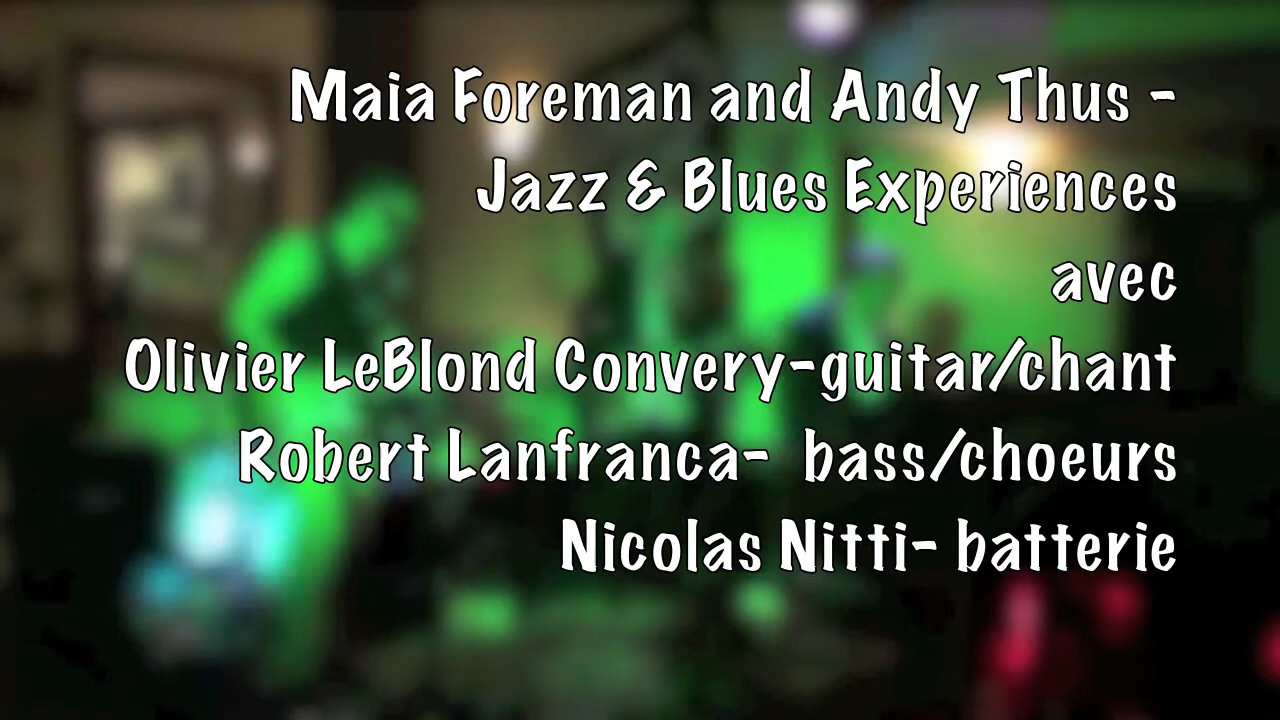 Maia Foreman and Andy Thus -
Jazz & Blues Experiences
avec
Olivier LeBlond Convery-guitar/chant
Robert Lanfranca-  bass/choeurs
Nicolas Nitti- batterie